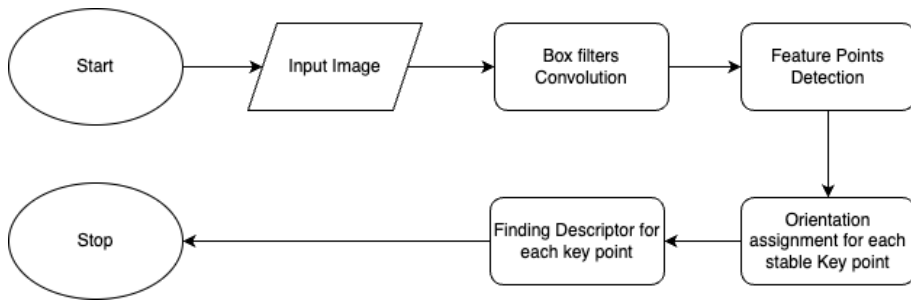 Start
Input Image
Box filters
Convolution
Feature Points
Detection
Orientation
assignment for each
stable Key point
Finding Descriptor for
each key point
Stop